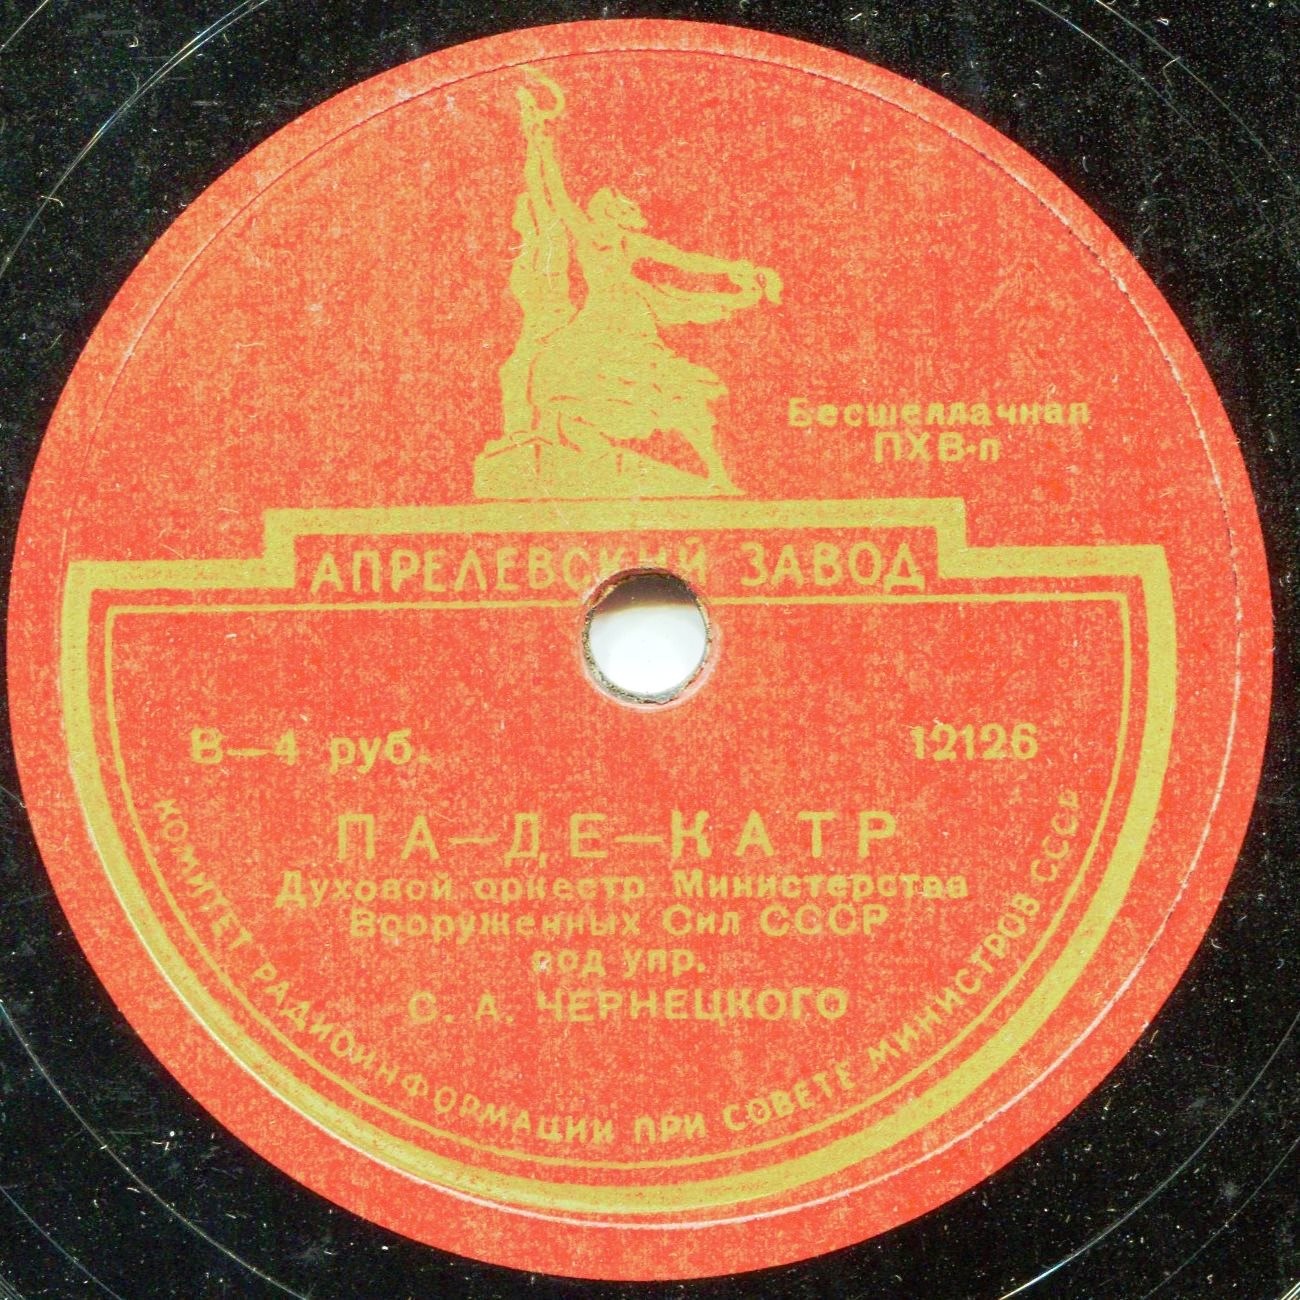 Бесшеллачная
ПХВ-п
АПРЕЛЕВСКИЙ ЗАВОД
В—4 руб.
12126
ПА—ДЕ—КАТР
Духовой оркестр Министерства
Вооруженных Сил СССР
под упр.
С. А. ЧЕРНЕЦКОГО
КОМИТЕТ РАДИОИНФОРМАЦИИ ПРИ СОВЕТЕ МИНИСТРОВ СССР